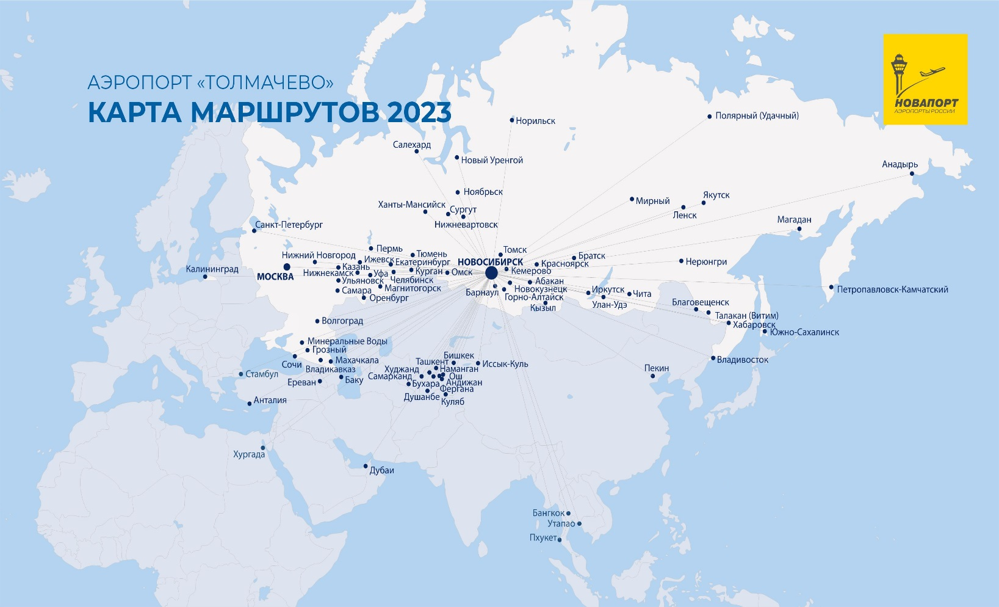 АЭРОПОРТ «ТОЛМАЧЕВО»
КАРТА МАРШРУТОВ 2023
НОВАПОРТ
АЭРОПОРТЫ РОССИИ
Норильск
Полярный (Удачный)
Салехард
Новый Уренгой
Анадырь
Ноябрьск
Ханты-Мансийск
Сургут
Нижневартовск
Мирный
Якутск
Ленск
Магадан
Санкт-Петербург
Пермь
Тюмень
Томск
Нижний Новгород
Ижевск
Екатеринбург
НОВОСИБИРСК
Братск
Красноярск
Нерюнгри
Калининград
МОСКВА
Казань
Нижнекамск
Уфа
Курган
Омск
Кемерово
Ульяновск
Челябинск
Абакан
Магнитогорск
Новокузнецк
Самара
Барнаул
Горно-Алтайск
Иркутск
Чита
Петропавловск-Камчатский
Оренбург
Кызыл
Улан-Удэ
Благовещенск
Талакан (Витим)
Волгоград
Хабаровск
Южно-Сахалинск
Минеральные Воды
Грозный
Сочи
Махачкала
Владикавказ
Бишкек
Ташкент
Иссык-Куль
Владивосток
Стамбул
Худжанд
Наманган
Пекин
Самарканд
Ош
Ереван
Баку
Бухара
Андижан
Фергана
Анталия
Душанбе
Куляб
Хургада
Дубаи
Бангкок
Утапао
Пхукет